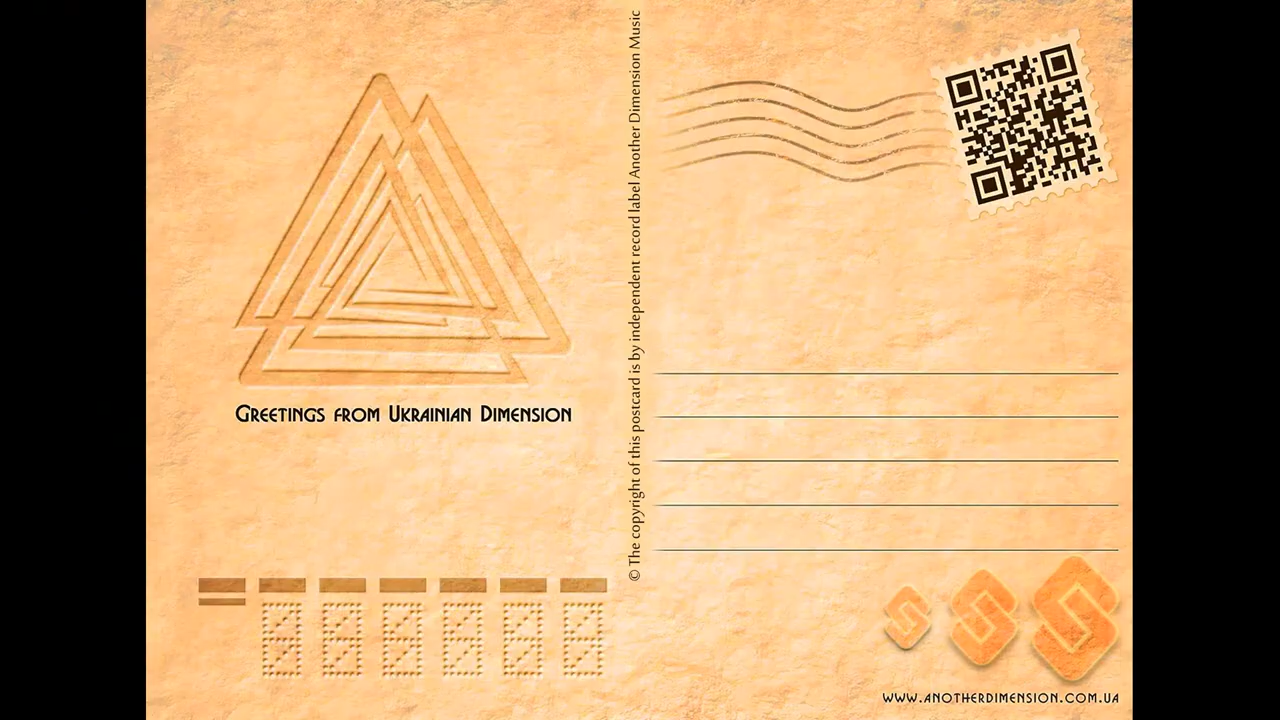 Greetings from Ukrainian Dimension
© The copyright of this postcard is by independent record label Another Dimension Music
www.anotherdimension.com.ua